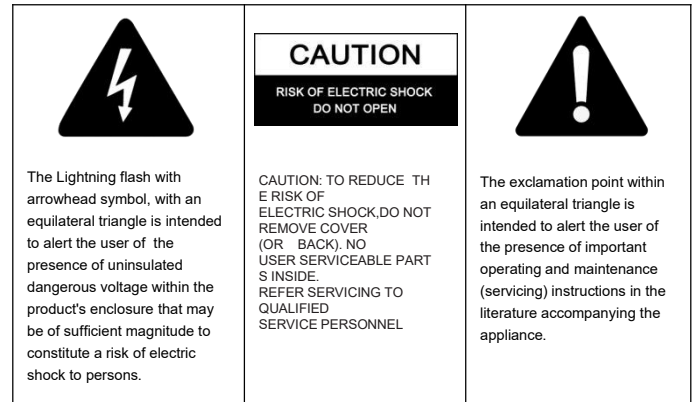 The Lightning flash with
arrowhead symbol, with an
equilateral triangle is intended
to alert the user of  the
presence of uninsulated
dangerous voltage within the
product's enclosure that may
be of sufficient magnitude to
constitute a risk of electric
shock to persons.
CAUTION
RISK OF ELECTRIC SHOCK
DO NOT OPEN
CAUTION: TO REDUCE  TH
E RISK OF
ELECTRIC SHOCK,DO NOT
REMOVE COVER
(OR    BACK). NO
USER SERVICEABLE PART
S INSIDE.
REFER SERVICING TO
QUALIFIED
SERVICE PERSONNEL
The exclamation point within
an equilateral triangle is
intended to alert the user of
the presence of important
operating and maintenance
(servicing) instructions in the
literature accompanying the
appliance.